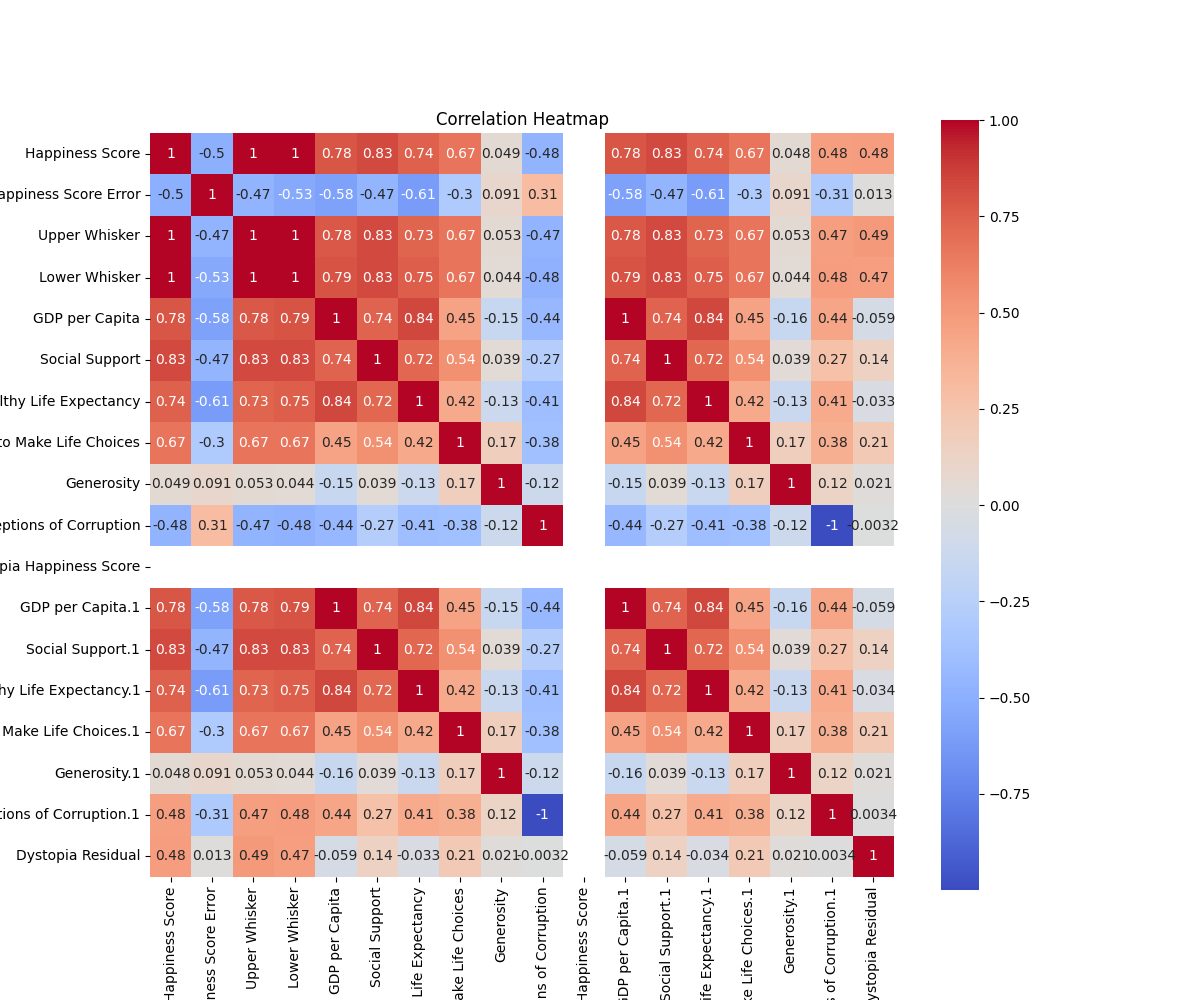 Correlation Heatmap
Happiness Score 1 -0.5 1 1 0.78 0.83 0.74 0.67 0.049 -0.48 0.78 0.83 0.74 0.67 0.048 0.48 0.48
appiness Score Error -0.5 1 -0.47 -0.53 -0.58 -0.47 -0.61 -0.3 0.091 0.31 -0.58 -0.47 -0.61 -0.3 0.091 -0.31 0.013
Upper Whisker 1 -0.47 1 1 0.78 0.83 0.73 0.67 0.053 -0.47 0.78 0.83 0.73 0.67 0.053 0.47 0.49
Lower Whisker 1 -0.53 1 1 0.79 0.83 0.75 0.67 0.044 -0.48 0.79 0.83 0.75 0.67 0.044 0.48 0.47
GDP per Capita 0.78 -0.58 0.78 0.79 1 0.74 0.84 0.45 -0.15 -0.44 1 0.74 0.84 0.45 -0.16 0.44 -0.059
Social Support 0.83 -0.47 0.83 0.83 0.74 1 0.72 0.54 0.039 -0.27 0.74 1 0.72 0.54 0.039 0.27 0.14
lthy Life Expectancy 0.74 -0.61 0.73 0.75 0.84 0.72 1 0.42 -0.13 -0.41 0.84 0.72 1 0.42 -0.13 0.41 -0.033
to Make Life Choices 0.67 -0.3 0.67 0.67 0.45 0.54 0.42 1 0.17 -0.38 0.45 0.54 0.42 1 0.17 0.38 0.21
Generosity 0.049 0.091 0.053 0.044 -0.15 0.039 -0.13 0.17 1 -0.12 -0.15 0.039 -0.13 0.17 1 0.12 0.021
eptions of Corruption -0.48 0.31 -0.47 -0.48 -0.44 -0.27 -0.41 -0.38 -0.12 1 -0.44 -0.27 -0.41 -0.38 -0.12 -1 -0.0032
pia Happiness Score
GDP per Capita.1 0.78 -0.58 0.78 0.79 1 0.74 0.84 0.45 -0.15 -0.44 1 0.74 0.84 0.45 -0.16 0.44 -0.059
Social Support.1 0.83 -0.47 0.83 0.83 0.74 1 0.72 0.54 0.039 -0.27 0.74 1 0.72 0.54 0.039 0.27 0.14
hy Life Expectancy.1 0.74 -0.61 0.73 0.75 0.84 0.72 1 0.42 -0.13 -0.41 0.84 0.72 1 0.42 -0.13 0.41 -0.034
Make Life Choices.1 0.67 -0.3 0.67 0.67 0.45 0.54 0.42 1 0.17 -0.38 0.45 0.54 0.42 1 0.17 0.38 0.21
Generosity.1 0.048 0.091 0.053 0.044 -0.16 0.039 -0.13 0.17 1 -0.12 -0.16 0.039 -0.13 0.17 1 0.12 0.021
tions of Corruption.1 0.48 -0.31 0.47 0.48 0.44 0.27 0.41 0.38 0.12 -1 0.44 0.27 0.41 0.38 0.12 1 0.0034
Dystopia Residual 0.48 0.013 0.49 0.47 -0.059 0.14 -0.033 0.21 0.021 -0.0032 -0.059 0.14 -0.034 0.21 0.021 0.0034 1
Happiness Score
ness Score Error
Upper Whisker
Lower Whisker
GDP per Capita
Social Support
Life Expectancy
ake Life Choices
Generosity
ns of Corruption
Happiness Score
GDP per Capita.1
Social Support.1
ife Expectancy.1
ke Life Choices.1
Generosity.1
s of Corruption.1
ystopia Residual
1.00
0.75
0.50
0.25
0.00
−0.25
−0.50
−0.75